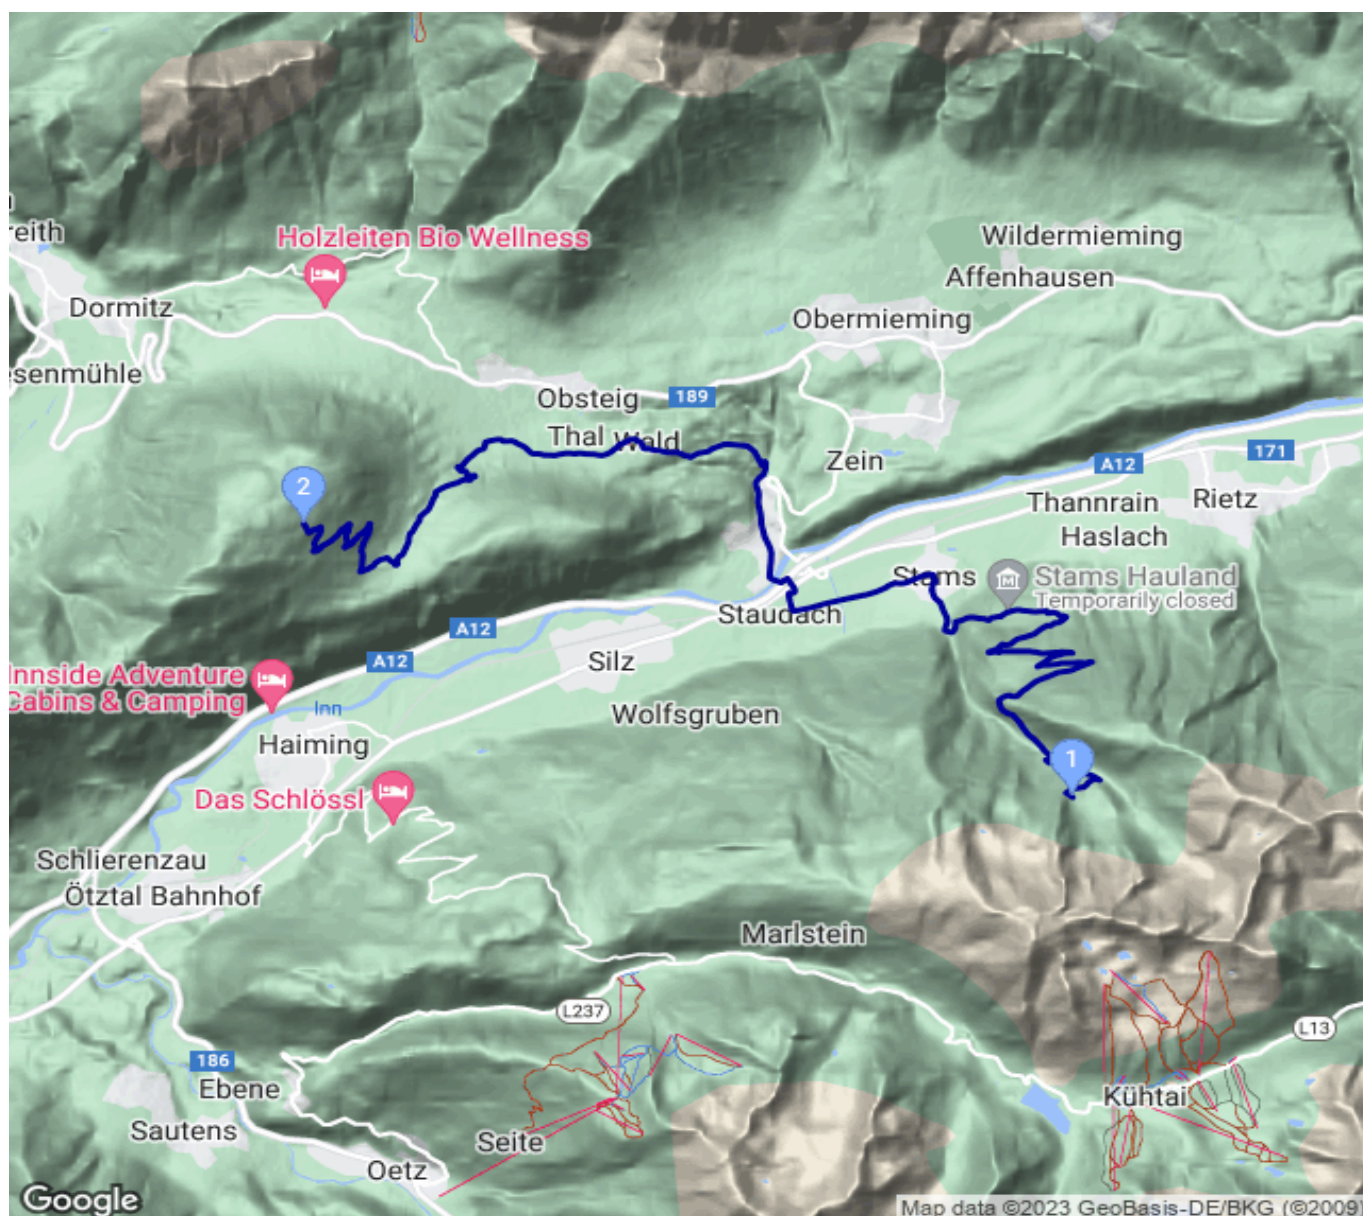 reith
Holzleiten Bio Wellness
Wildermieming
Affenhausen
Dormitz
Obermieming
esenmühle
Obsteig
189
Thal
Wald
Zein
A12
171
Thannrain
Rietz
2
Haslach
Stams
Stams Hauland
Temporarily closed
Staudach
A12
A12
Silz
Innside Adventure
Cabins & Camping
Inn
Wolfsgruben
Haiming
1
Das Schlössl
Schlierenzau
Ötztal Bahnhof
Marlstein
L237
L13
186
Ebene
Kühtai
Sautens
Seite
Oetz
Google
Map data ©2023 GeoBasis-DE/BKG (©2009)